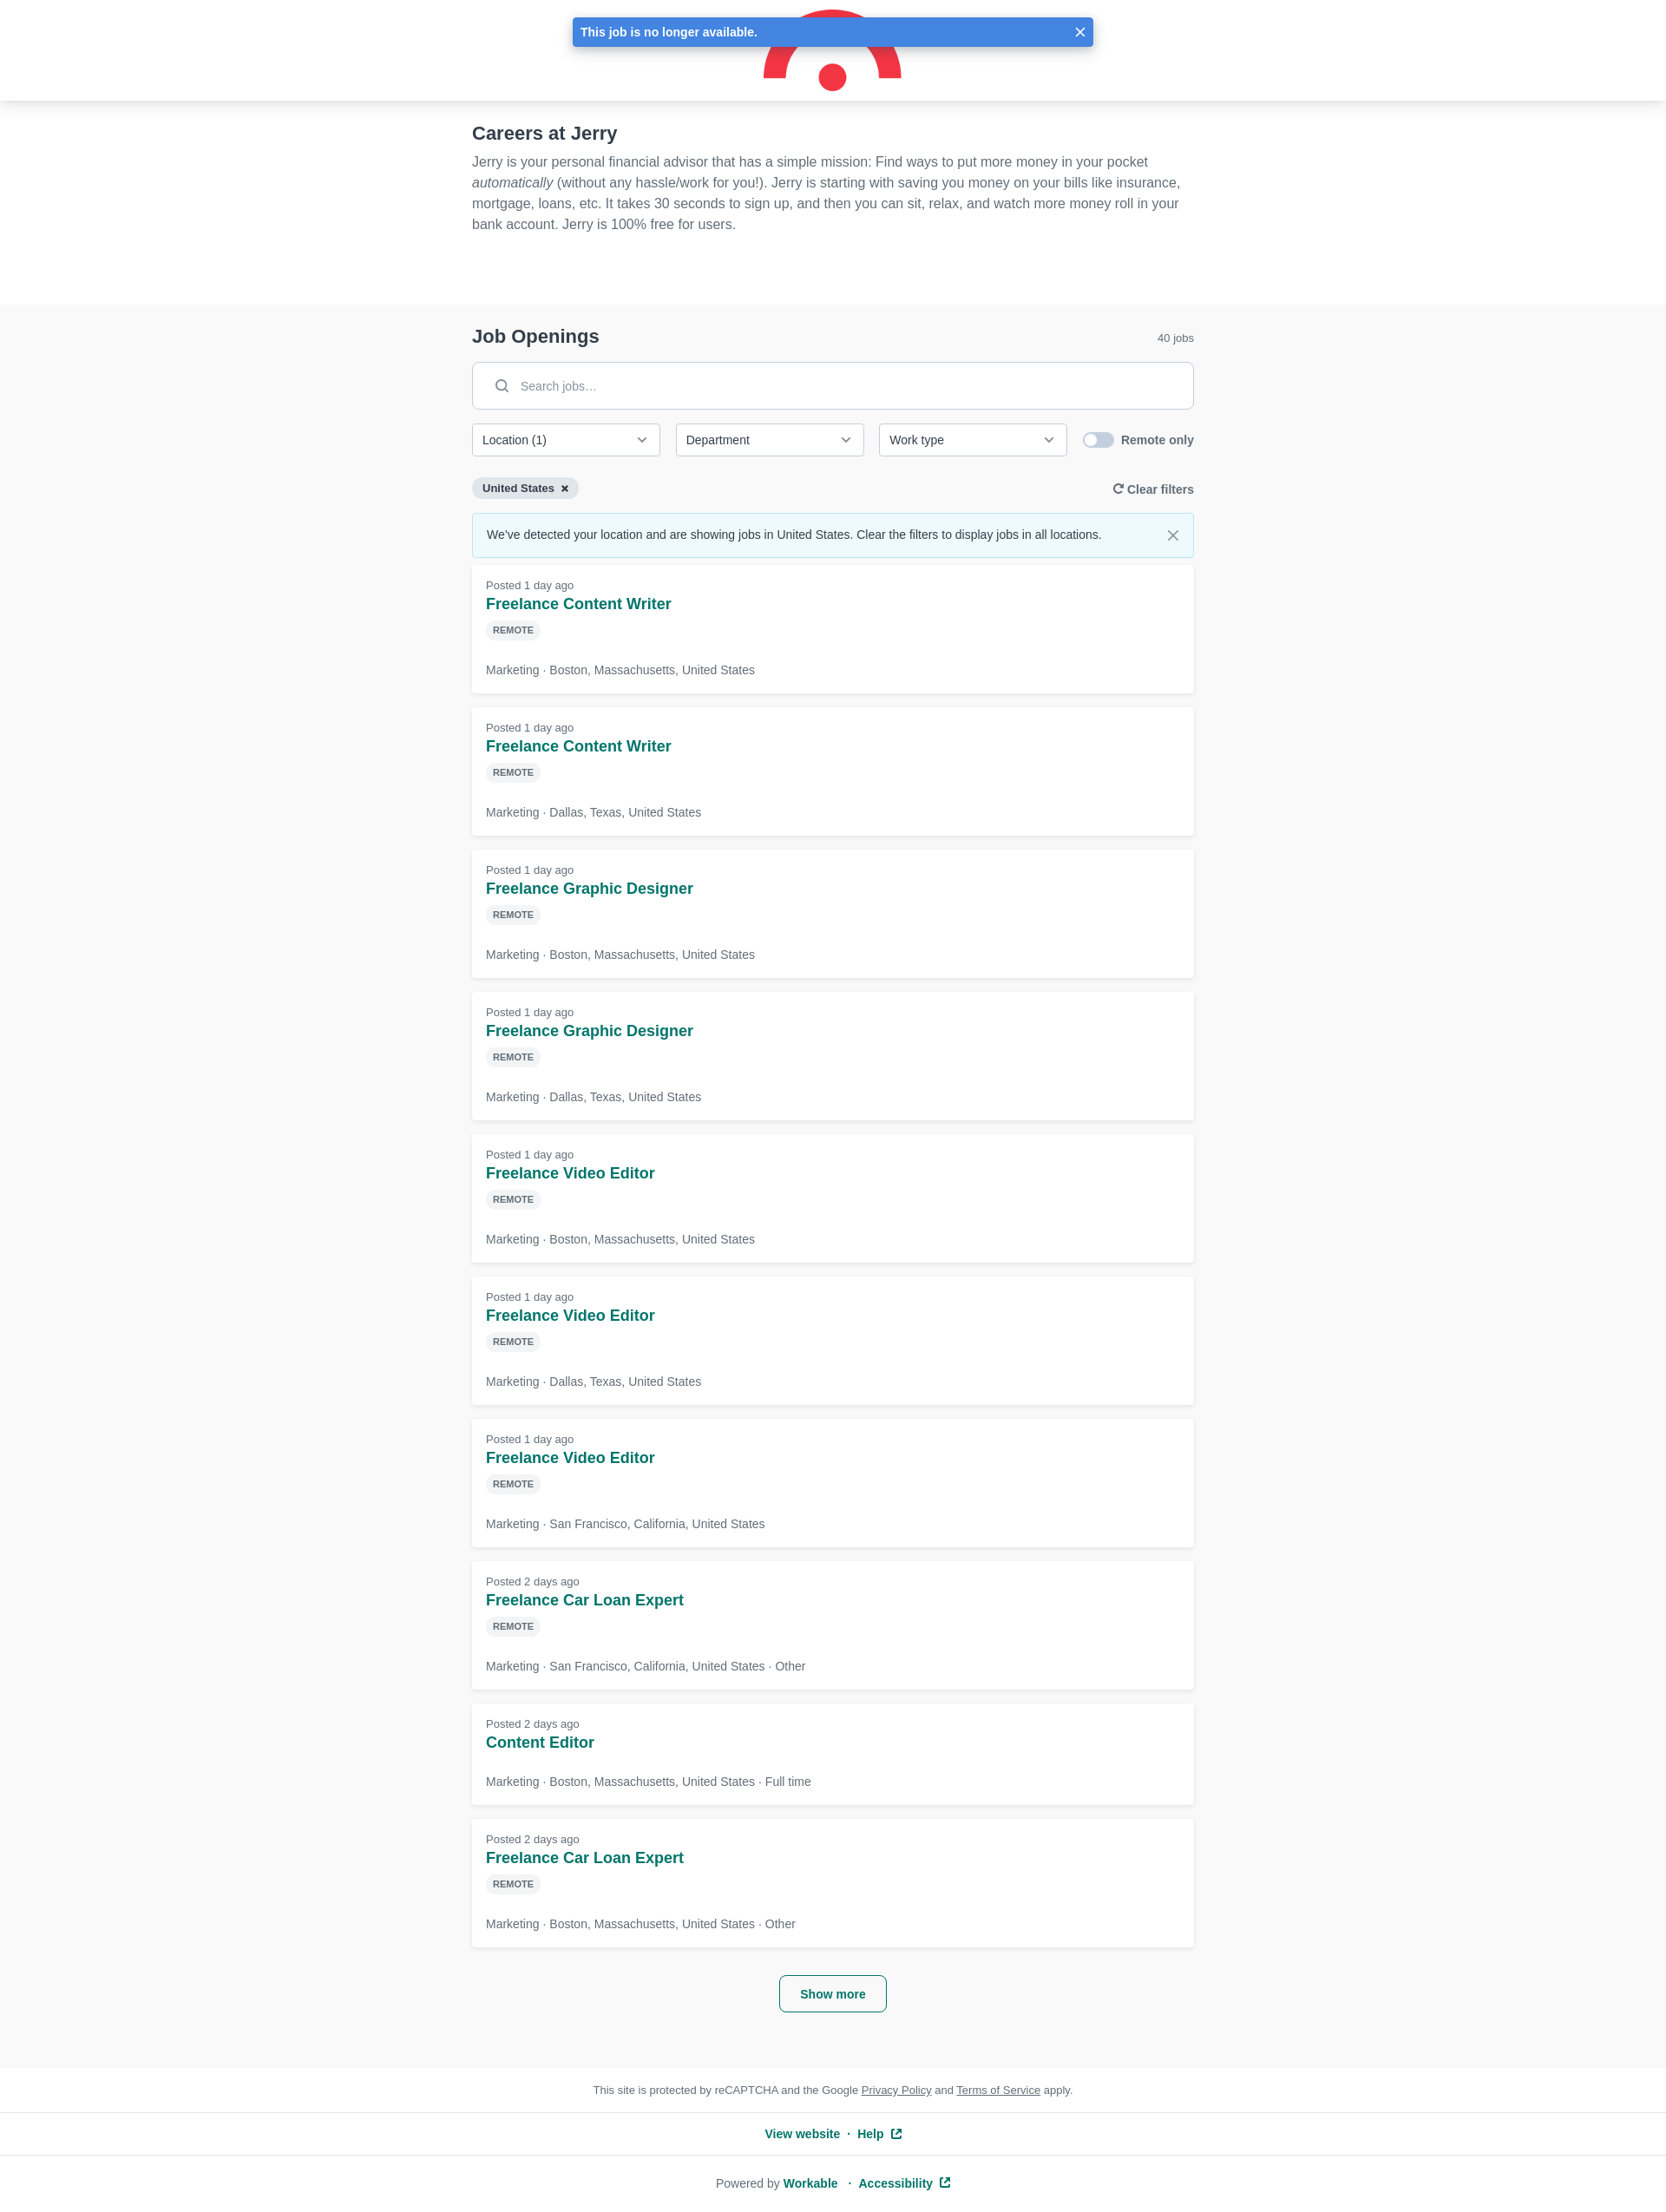 This job is no longer available.
Careers at Jerry
Jerry is your personal financial advisor that has a simple mission: Find ways to put more money in your pocket
automatically (without any hassle/work for you!). Jerry is starting with saving you money on your bills like insurance,
mortgage, loans, etc. It takes 30 seconds to sign up, and then you can sit, relax, and watch more money roll in your
bank account. Jerry is 100% free for users.
Job Openings
40 jobs
Search jobs…
Location (1)
Department
Work type
Remote only
United States
Clear filters
We've detected your location and are showing jobs in United States. Clear the filters to display jobs in all locations.
Posted 1 day ago
Freelance Content Writer
REMOTE
Marketing · Boston, Massachusetts, United States
Posted 1 day ago
Freelance Content Writer
REMOTE
Marketing · Dallas, Texas, United States
Posted 1 day ago
Freelance Graphic Designer
REMOTE
Marketing · Boston, Massachusetts, United States
Posted 1 day ago
Freelance Graphic Designer
REMOTE
Marketing · Dallas, Texas, United States
Posted 1 day ago
Freelance Video Editor
REMOTE
Marketing · Boston, Massachusetts, United States
Posted 1 day ago
Freelance Video Editor
REMOTE
Marketing · Dallas, Texas, United States
Posted 1 day ago
Freelance Video Editor
REMOTE
Marketing · San Francisco, California, United States
Posted 2 days ago
Freelance Car Loan Expert
REMOTE
Marketing · San Francisco, California, United States · Other
Posted 2 days ago
Content Editor
Marketing · Boston, Massachusetts, United States · Full time
Posted 2 days ago
Freelance Car Loan Expert
REMOTE
Marketing · Boston, Massachusetts, United States · Other
Show more
This site is protected by reCAPTCHA and the Google Privacy Policy and Terms of Service apply.
View website · Help
Powered by Workable · Accessibility